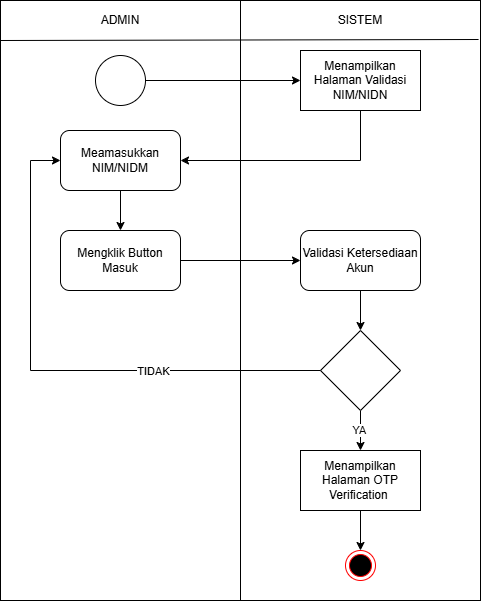 ADMIN
SISTEM
Menampilkan
Halaman Validasi
NIM/NIDN
Meamasukkan
NIM/NIDM
Mengklik Button
Masuk
Validasi Ketersediaan
Akun
TIDAK
YA
Menampilkan
Halaman OTP
Verification